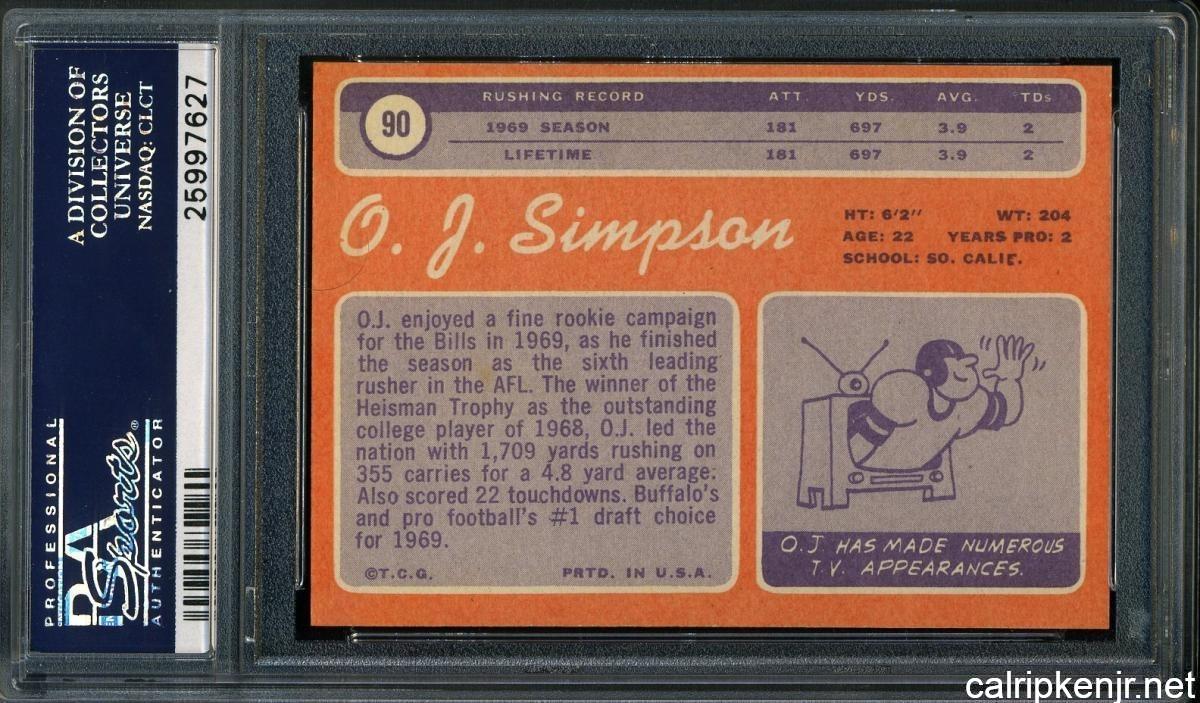 A DIVISION OF
COLLECTORS
UNIVERSE
NASDAQ: CLCT
25997627
PROFESSIONAL
PSA
Sports®
AUTHENTICATOR
90
RUSHING RECORD ATT. YDS. AVG. TDs
1969 SEASON 181 697 3.9 2
LIFETIME 181 697 3.9 2
O. J. Simpson
HT: 6'2" WT: 204
AGE: 22 YEARS PRO: 2
SCHOOL: SO. CALIF.
O.J. enjoyed a fine rookie campaign
for the Bills in 1969, as he finished
the season as the sixth leading
rusher in the AFL. The winner of the
Heisman Trophy as the outstanding
college player of 1968, O.J. led the
nation with 1,709 yards rushing on
355 carries for a 4.8 yard average.
Also scored 22 touchdowns. Buffalo's
and pro football's #1 draft choice
for 1969.
©T.C.G. PRTD. IN U.S.A.
O.J HAS MADE NUMEROUS
T.V. APPEARANCES.
calripkenjr.net